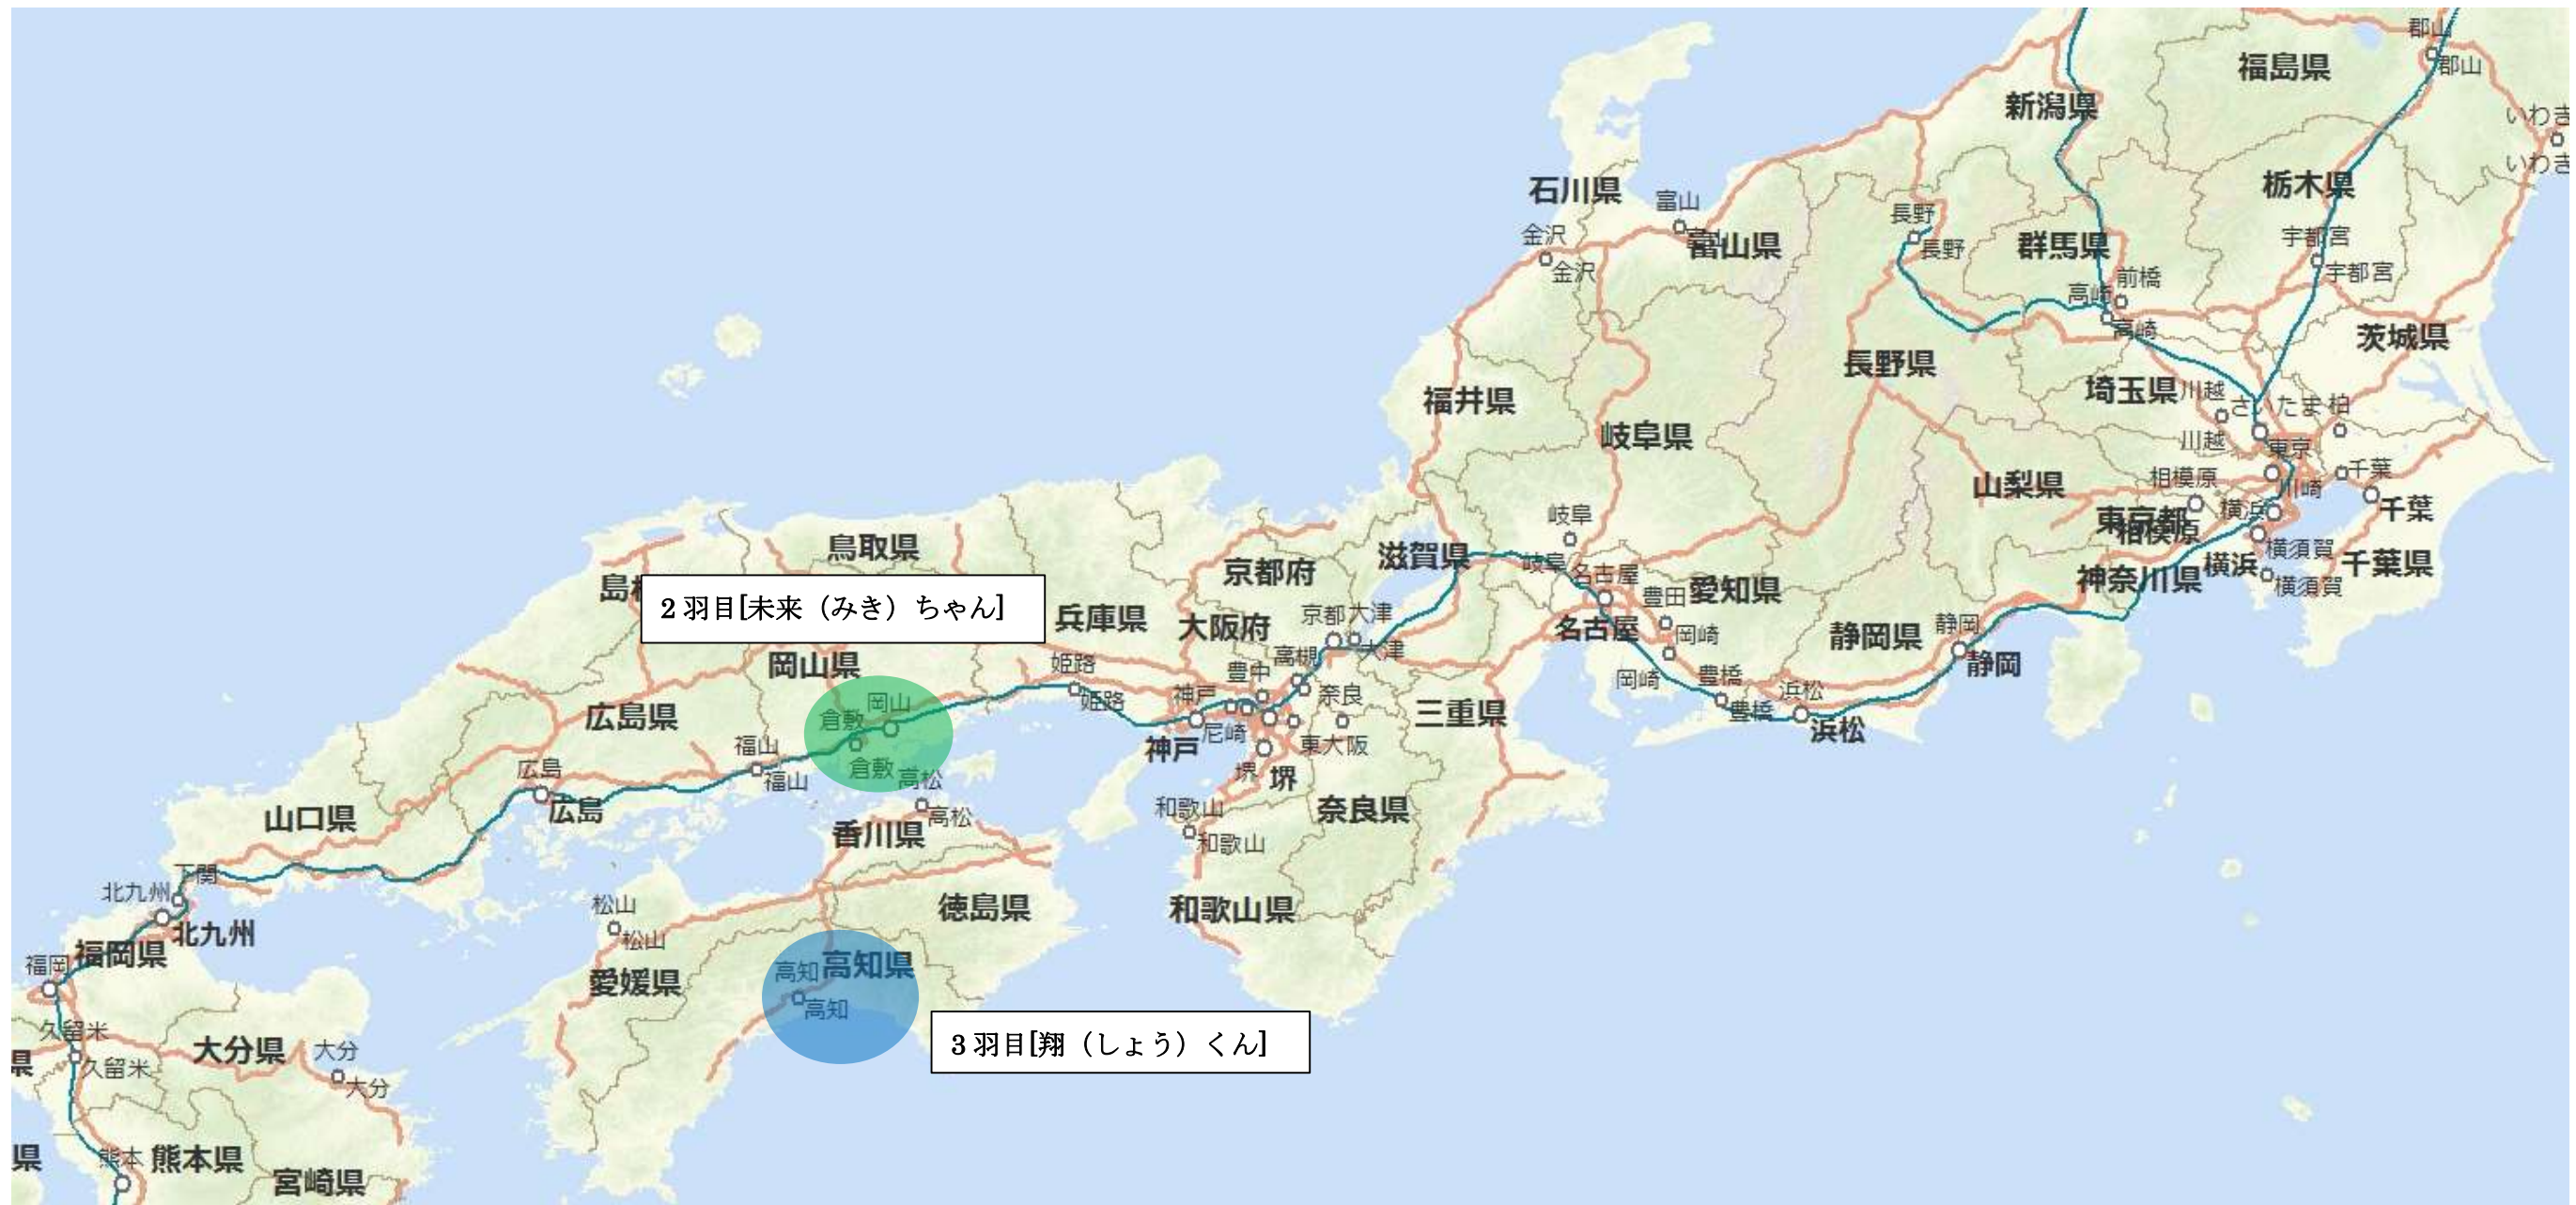 郡山
郡山
福島県
新潟県
いわき
いわき
栃木県
石川県
富山
富山県
金沢
金沢
長野
長野
群馬県
宇都宮
宇都宮
前橋
高崎
高崎
茨城県
長野県
埼玉県
川越
さいたま
柏
川越
福井県
岐阜県
東京
山梨県
相模原
川崎
千葉
千葉
東京都
相模原
横浜
横浜
横須賀
横須賀
千葉県
神奈川県
岐阜
岐阜
滋賀県
鳥取県
京都府
名古屋
名古屋
豊田
愛知県
岡崎
岡崎
静岡県
静岡
静岡
2羽目[未来（みき）ちゃん]
兵庫県
大阪府
京都
大津
大津
高槻
豊中
岡山県
姫路
姫路
神戸
神戸
尼崎
奈良
東大阪
三重県
豊橋
豊橋
浜松
浜松
岡山
倉敷
倉敷
広島県
福山
福山
広島
広島
高松
高松
香川県
堺
堺
和歌山
和歌山
奈良県
山口県
下関
北九州
北九州
松山
松山
徳島県
和歌山県
福岡県
福岡
愛媛県
高知
高知県
高知
3羽目[翔（しょう）くん]
久留米
久留米
県
大分県
大分
大分
県
熊本
熊本県
宮崎県